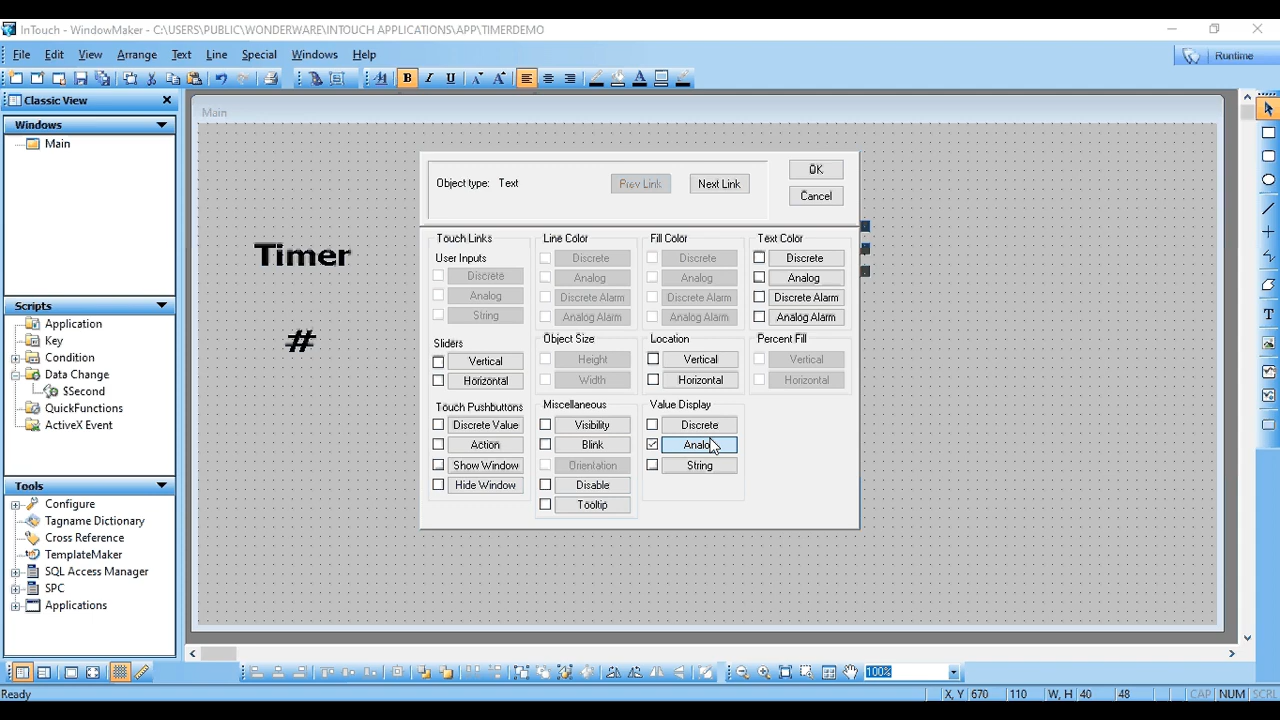 InTouch - WindowMaker - C:\USERS\PUBLIC\WONDERWARE\INTOUCH APPLICATIONS\APP\TIMERDEMO
File Edit View Arrange Text Line Special Windows Help
Runtime
B I U A A A T
Classic View
Windows
Main
Scripts
Application
Key
Condition
Data Change
$Second
QuickFunctions
ActiveX Event
Tools
Configure
Tagname Dictionary
Cross Reference
TemplateMaker
SQL Access Manager
SPC
Applications
Main
Timer
#
Object type: Text
Prev Link Next Link
OK
Cancel
Touch Links
User Inputs
Discrete
Analog
String
Sliders
Vertical
Horizontal
Touch Pushbuttons
Discrete Value
Action
Show Window
Hide Window
Line Color
Discrete
Analog
Discrete Alarm
Analog Alarm
Object Size
Height
Width
Miscellaneous
Visibility
Blink
Orientation
Disable
Tooltip
Fill Color
Discrete
Analog
Discrete Alarm
Analog Alarm
Location
Vertical
Horizontal
Value Display
Discrete
Analog
String
Text Color
Discrete
Analog
Discrete Alarm
Analog Alarm
Percent Fill
Vertical
Horizontal
100%
Ready
X, Y 670 110 W, H 40 48 CAP NUM SCRL